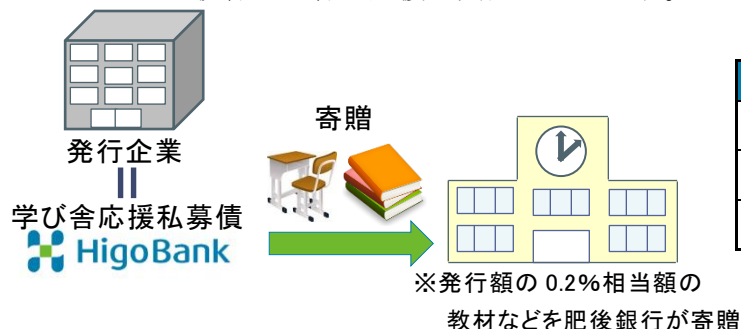 寄贈
発行企業
学び舎応援私募債
HigoBank
※発行額の 0.2%相当額の
教材などを肥後銀行が寄贈